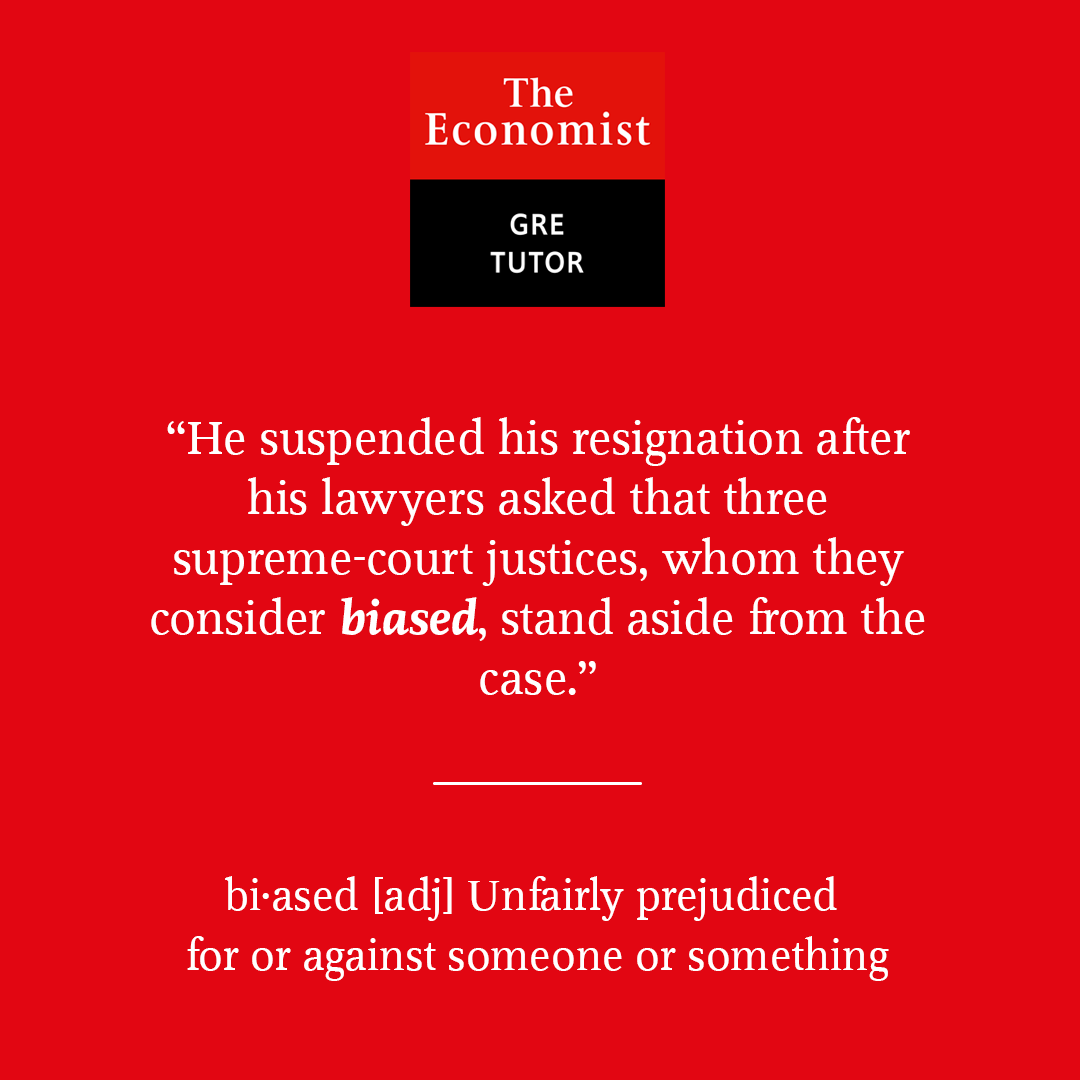 The
Economist
GRE
TUTOR
“He suspended his resignation after
his lawyers asked that three
supreme-court justices, whom they
consider biased, stand aside from the
case.”
bi·ased [adj] Unfairly prejudiced
for or against someone or something